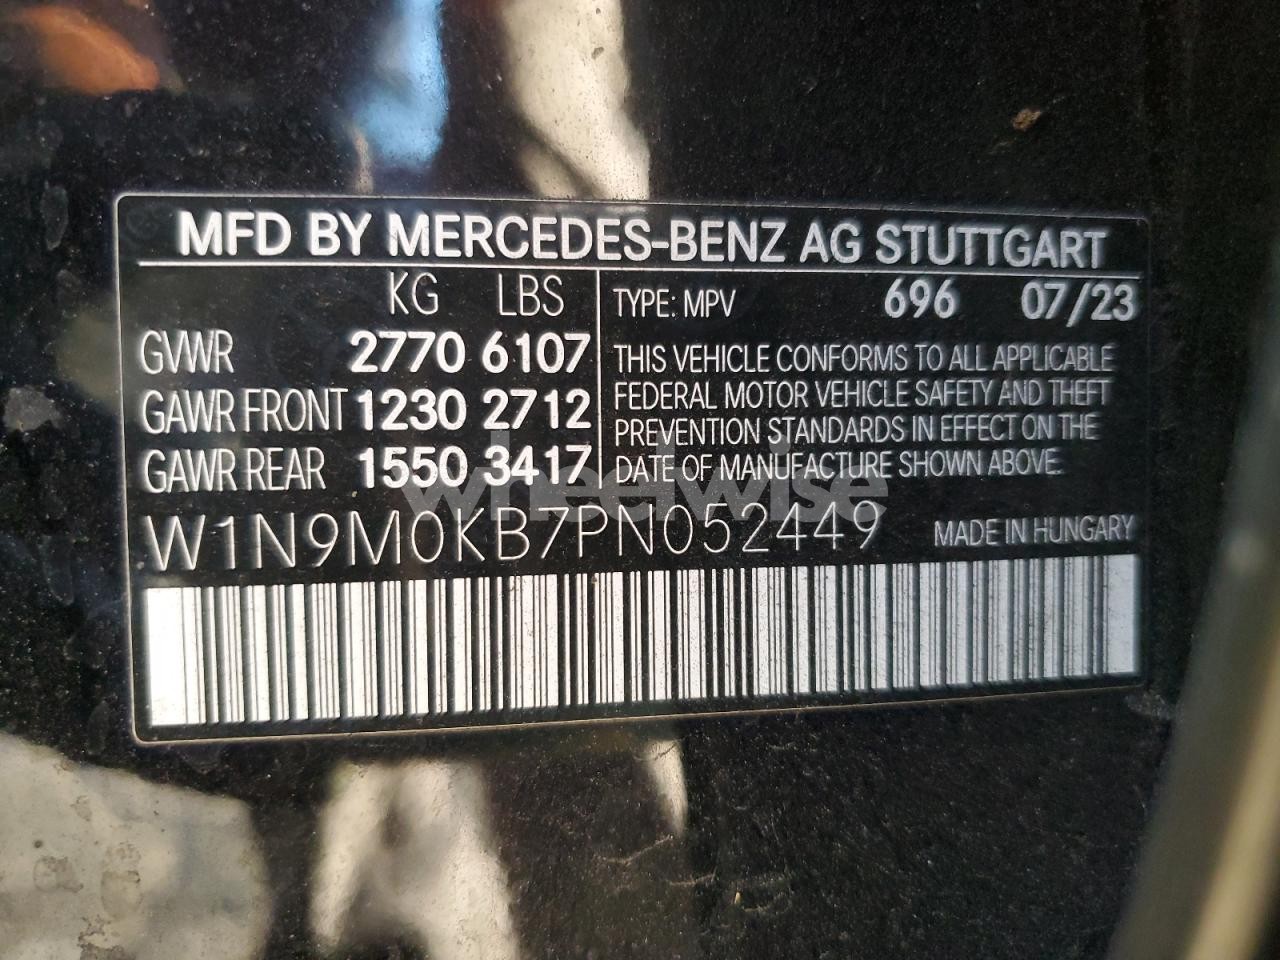 MFD BY MERCEDES-BENZ AG STUTTGART
KG LBS
GVWR 2770 6107
GAWR FRONT 1230 2712
GAWR REAR 1550 3417
TYPE: MPV 696 07/23
THIS VEHICLE CONFORMS TO ALL APPLICABLE
FEDERAL MOTOR VEHICLE SAFETY AND THEFT
PREVENTION STANDARDS IN EFFECT ON THE
DATE OF MANUFACTURE SHOWN ABOVE.
wheelwise
W1N9M0KB7PN052449 MADE IN HUNGARY